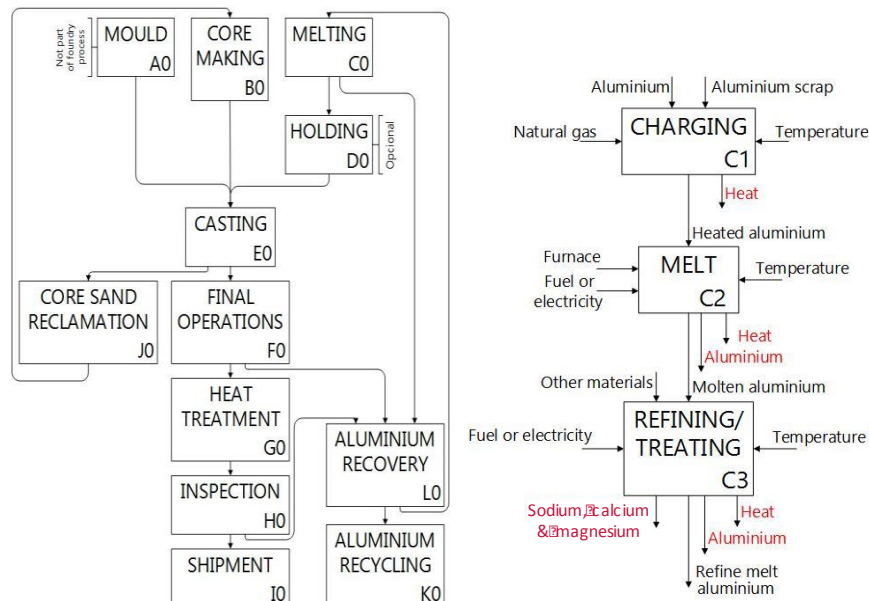 Not part
of foundry
process
MOULD
A0
CORE
MAKING
B0
MELTING
C0
HOLDING
D0
Opcional
CASTING
E0
CORE SAND
RECLAMATION
J0
FINAL
OPERATIONS
F0
HEAT
TREATMENT
G0
ALUMINIUM
RECOVERY
L0
INSPECTION
H0
SHIPMENT
I0
ALUMINIUM
RECYCLING
K0
Aluminium
Aluminium scrap
Natural gas
CHARGING
C1
Temperature
Heat
Heated aluminium
Furnace
Fuel or
electricity
MELT
C2
Temperature
Heat
Aluminium
Other materials
Molten aluminium
Fuel or electricity
REFINING/
TREATING
C3
Temperature
Sodium,⍰calcium
&⍰magnesium
Heat
Aluminium
Refine melt
aluminium